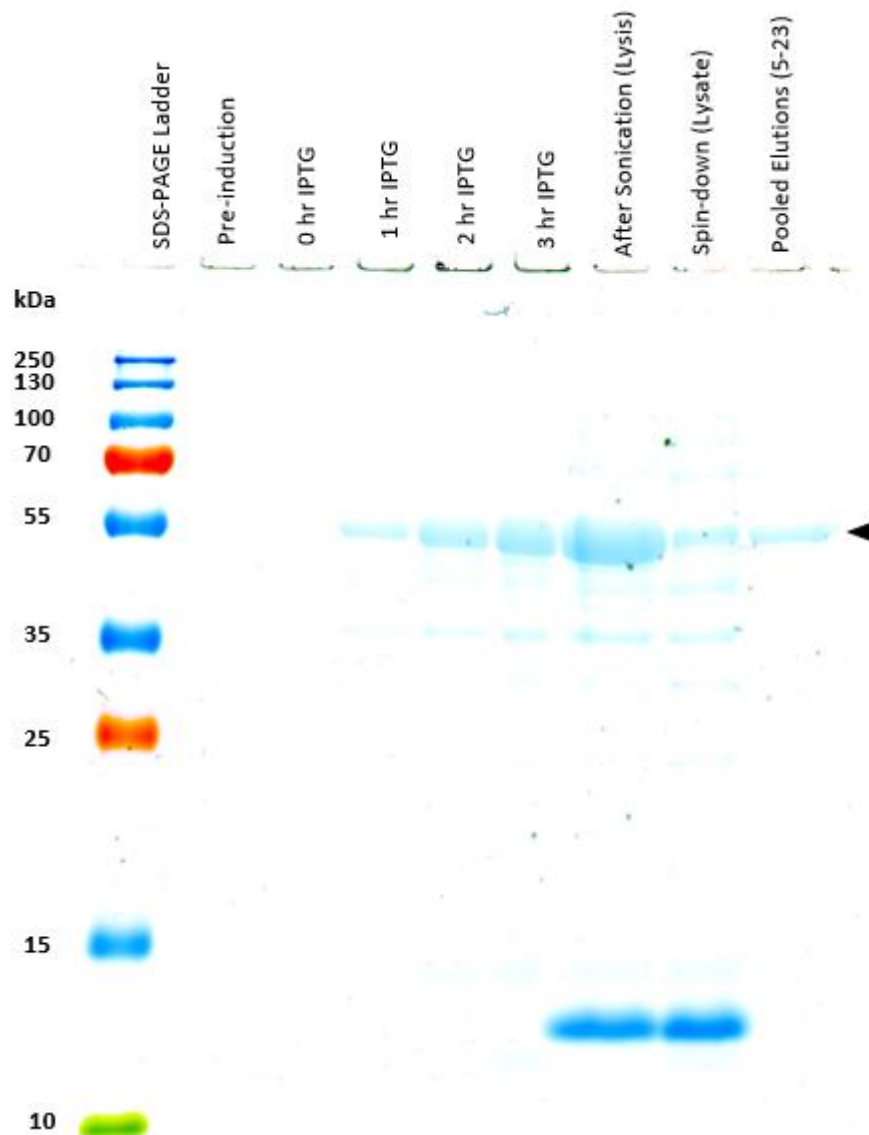 SDS-PAGE Ladder
Pre-induction
0 hr IPTG
1 hr IPTG
2 hr IPTG
3 hr IPTG
After Sonication (Lysis)
Spin-down (Lysate)
Pooled Elutions (5-23)
kDa
250
130
100
70
55
35
25
15
10